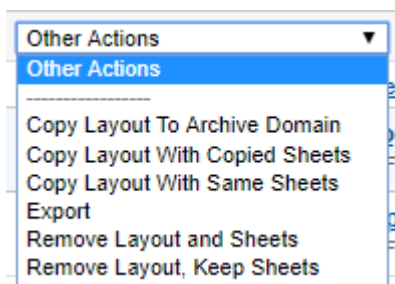 Other Actions
Other Actions
-----------------
Copy Layout To Archive Domain
Copy Layout With Copied Sheets
Copy Layout With Same Sheets
Export
Remove Layout and Sheets
Remove Layout, Keep Sheets